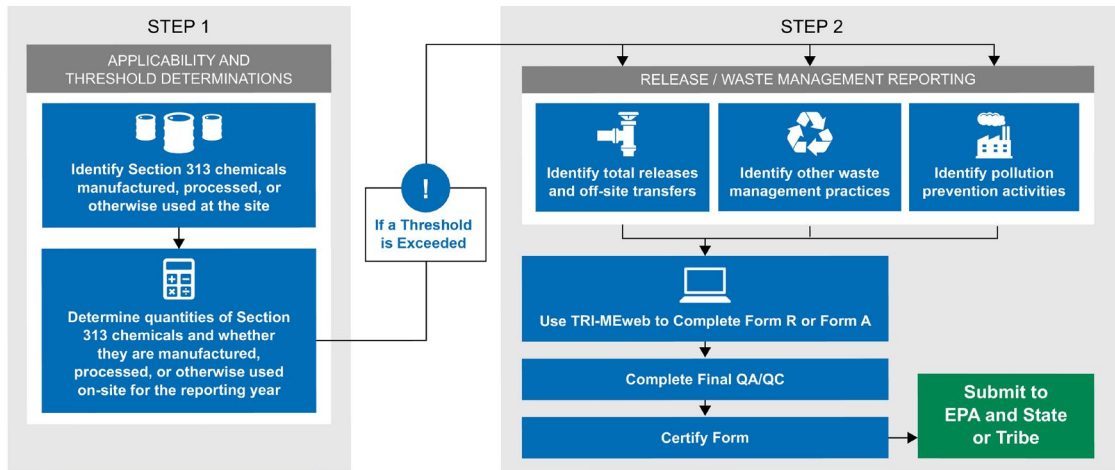 STEP 1
APPLICABILITY AND
THRESHOLD DETERMINATIONS
Identify Section 313 chemicals
manufactured, processed, or
otherwise used at the site
Determine quantities of Section
313 chemicals and whether
they are manufactured,
processed, or otherwise used
on-site for the reporting year
!
If a Threshold
is Exceeded
STEP 2
RELEASE / WASTE MANAGEMENT REPORTING
Identify total releases
and off-site transfers
Identify other waste
management practices
Identify pollution
prevention activities
Use TRI-MEweb to Complete Form R or Form A
Complete Final QA/QC
Certify Form
Submit to
EPA and State
or Tribe